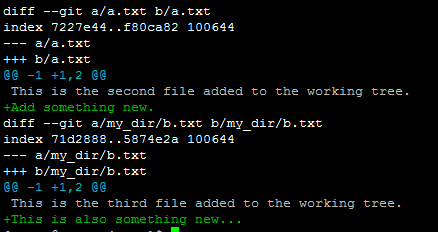 diff --git a/a.txt b/a.txt
index 7227e44..f80ca82 100644
--- a/a.txt
+++ b/a.txt
@@ -1 +1,2 @@
 This is the second file added to the working tree.
+Add something new.
diff --git a/my_dir/b.txt b/my_dir/b.txt
index 71d2888..5874e2a 100644
--- a/my_dir/b.txt
+++ b/my_dir/b.txt
@@ -1 +1,2 @@
 This is the third file added to the working tree.
+This is also something new...